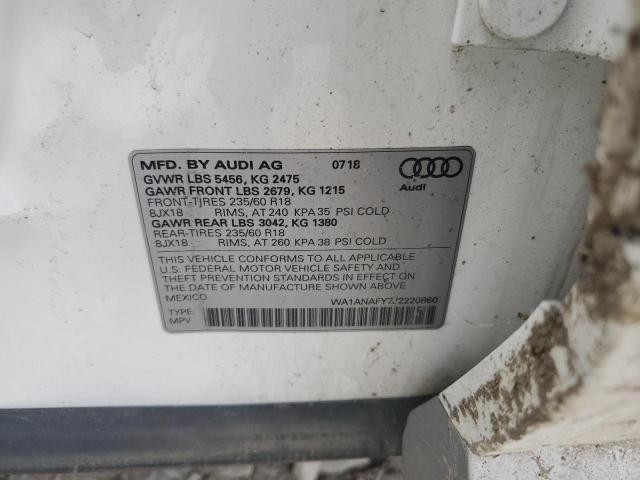 MFD. BY AUDI AG 07 18
GVWR LBS 5456, KG 2475
GAWR FRONT LBS 2679, KG 1215
FRONT-TIRES 235/60 R18
8JX18 RIMS, AT 240 KPA 35 PSI COLD
GAWR REAR LBS 3042, KG 1380
REAR-TIRES 235/60 R18
8JX18 RIMS, AT 260 KPA 38 PSI COLD
Audi
THIS VEHICLE CONFORMS TO ALL APPLICABLE
U.S. FEDERAL MOTOR VEHICLE SAFETY AND
THEFT PREVENTION STANDARDS IN EFFECT ON
THE DATE OF MANUFACTURE SHOWN ABOVE.
MEXICO
TYPE:
MPV